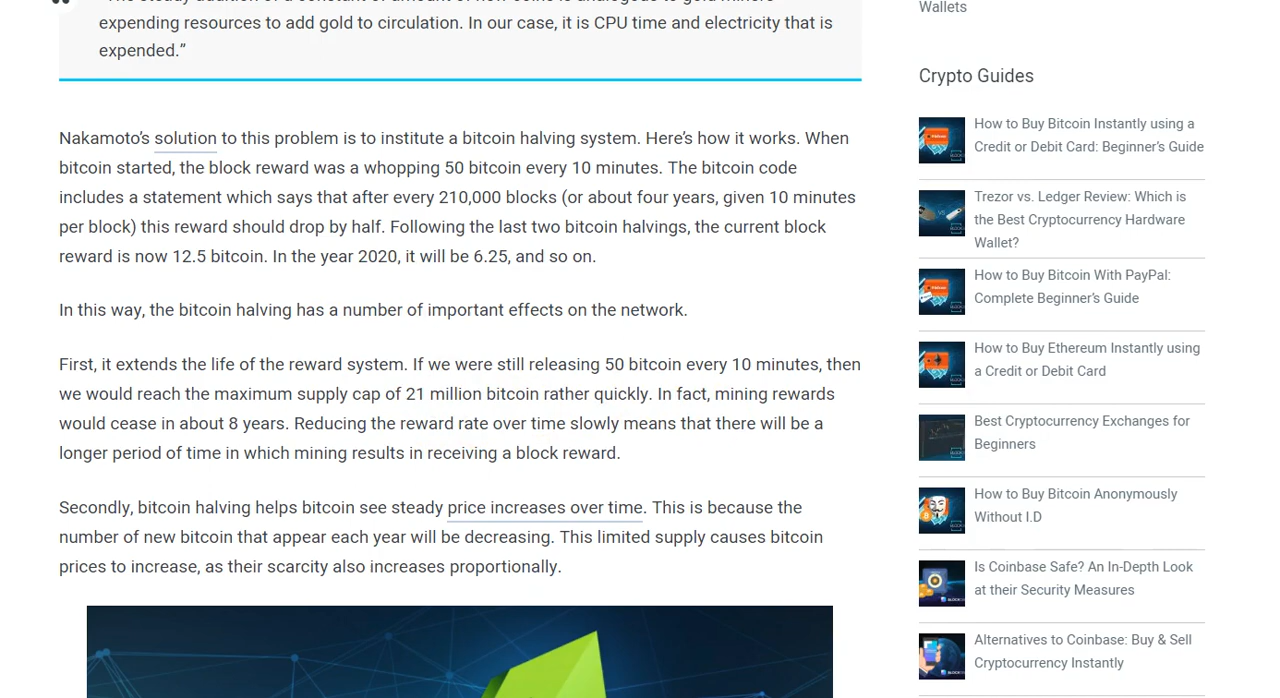 "The steady addition of a constant of amount of new coins is analogous to gold miners
expending resources to add gold to circulation. In our case, it is CPU time and electricity that is
expended.”
Nakamoto’s solution to this problem is to institute a bitcoin halving system. Here’s how it works. When
bitcoin started, the block reward was a whopping 50 bitcoin every 10 minutes. The bitcoin code
includes a statement which says that after every 210,000 blocks (or about four years, given 10 minutes
per block) this reward should drop by half. Following the last two bitcoin halvings, the current block
reward is now 12.5 bitcoin. In the year 2020, it will be 6.25, and so on.
In this way, the bitcoin halving has a number of important effects on the network.
First, it extends the life of the reward system. If we were still releasing 50 bitcoin every 10 minutes, then
we would reach the maximum supply cap of 21 million bitcoin rather quickly. In fact, mining rewards
would cease in about 8 years. Reducing the reward rate over time slowly means that there will be a
longer period of time in which mining results in receiving a block reward.
Secondly, bitcoin halving helps bitcoin see steady price increases over time. This is because the
number of new bitcoin that appear each year will be decreasing. This limited supply causes bitcoin
prices to increase, as their scarcity also increases proportionally.
Wallets
Crypto Guides
How to Buy Bitcoin Instantly using a
Credit or Debit Card: Beginner’s Guide
Trezor vs. Ledger Review: Which is
the Best Cryptocurrency Hardware
Wallet?
How to Buy Bitcoin With PayPal:
Complete Beginner’s Guide
How to Buy Ethereum Instantly using
a Credit or Debit Card
Best Cryptocurrency Exchanges for
Beginners
How to Buy Bitcoin Anonymously
Without I.D
Is Coinbase Safe? An In-Depth Look
at their Security Measures
Alternatives to Coinbase: Buy & Sell
Cryptocurrency Instantly